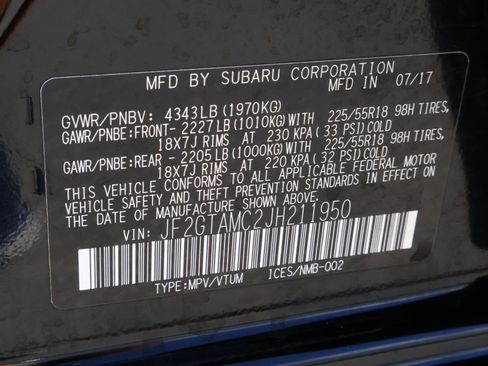 MFD BY SUBARU CORPORATION
MFD IN 07/17
GVWR/PNBV: 4343LB (1970KG)
GAWR/PNBE:FRONT- 2227LB (1010KG) WITH 225/55R18 98H TIRES,
18X7J RIMS AT 230 KPA ( 33 PSI) COLD
GAWR/PNBE:REAR - 2205LB (1000KG) WITH 225/55R18 98H TIRES,
18X7J RIMS AT 220 KPA ( 32 PSI) COLD
THIS VEHICLE CONFORMS TO ALL APPLICABLE FEDERAL MOTOR
VEHICLE SAFETY AND THEFT PREVENTION STANDARDS IN EFFECT ON
THE DATE OF MANUFACTURE SHOWN ABOVE.
VIN: JF2GTAMC2JH211950
TYPE:MPV/VTUM ICES/NMB-002